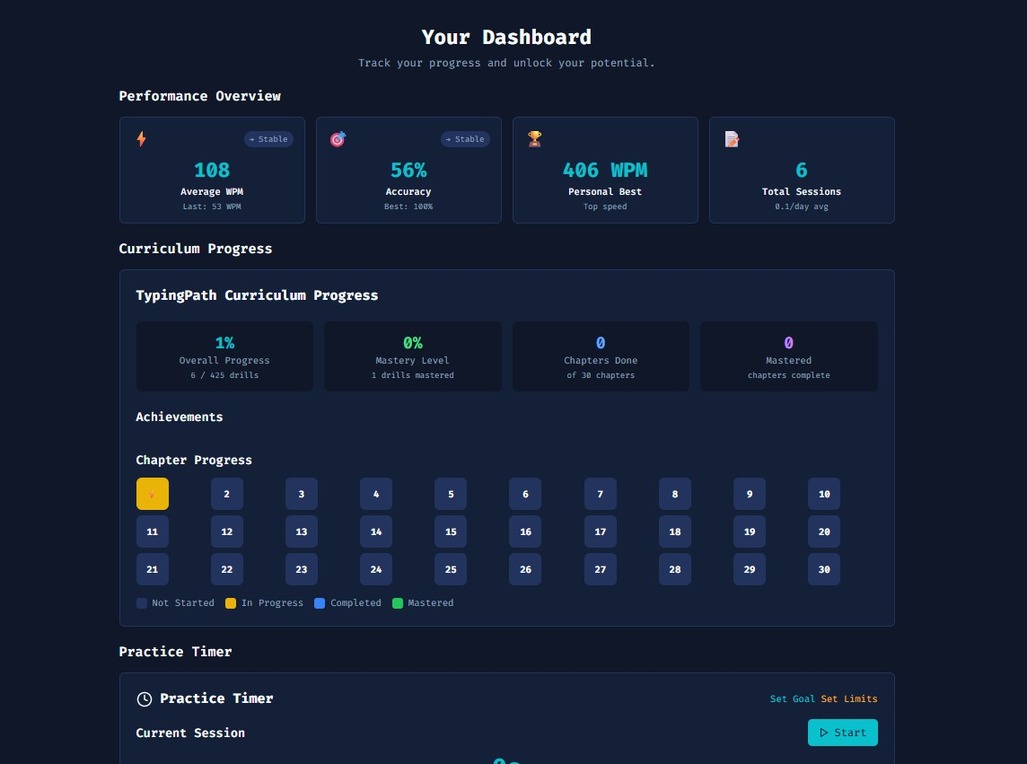 Your Dashboard
Track your progress and unlock your potential.
Performance Overview
→ Stable
108
Average WPM
Last: 53 WPM
→ Stable
56%
Accuracy
Best: 100%
406 WPM
Personal Best
Top speed
6
Total Sessions
0.1/day avg
Curriculum Progress
TypingPath Curriculum Progress
1%
Overall Progress
6 / 425 drills
0%
Mastery Level
1 drills mastered
0
Chapters Done
of 30 chapters
0
Mastered
chapters complete
Achievements
Chapter Progress
2 3 4 5 6 7 8 9 10
11 12 13 14 15 16 17 18 19 20
21 22 23 24 25 26 27 28 29 30
Not Started In Progress Completed Mastered
Practice Timer
Practice Timer
Set Goal Set Limits
Current Session
Start